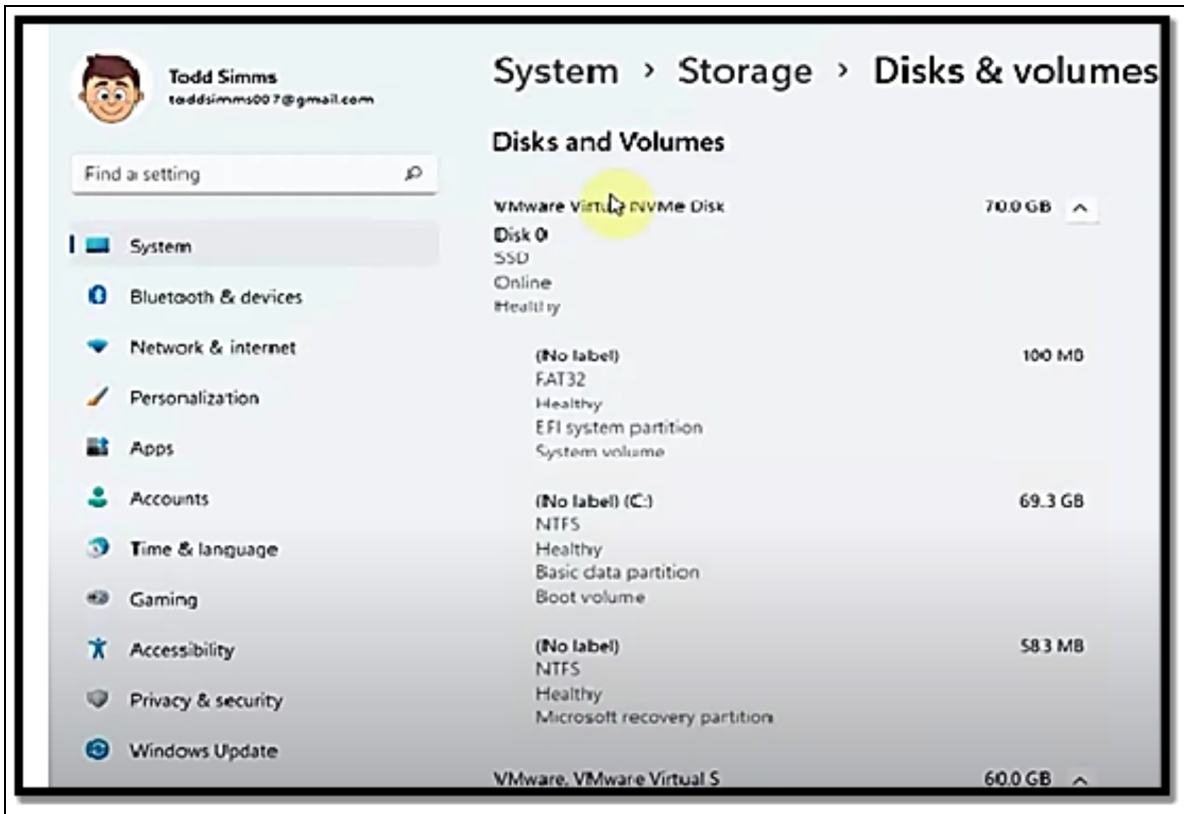 Todd Simms
toddsimms007@gmail.com
Find a setting
System
Bluetooth & devices
Network & internet
Personalization
Apps
Accounts
Time & language
Gaming
Accessibility
Privacy & security
Windows Update
System > Storage > Disks & volumes
Disks and Volumes
VMware Virtual NVMe Disk 70.0 GB
Disk 0
SSD
Online
Healthy
(No label) 100 MB
FAT32
Healthy
EFI system partition
System volume
(No label) (C:) 69.3 GB
NTFS
Healthy
Basic data partition
Boot volume
(No label) 583 MB
NTFS
Healthy
Microsoft recovery partition
VMware, VMware Virtual S 60.0 GB